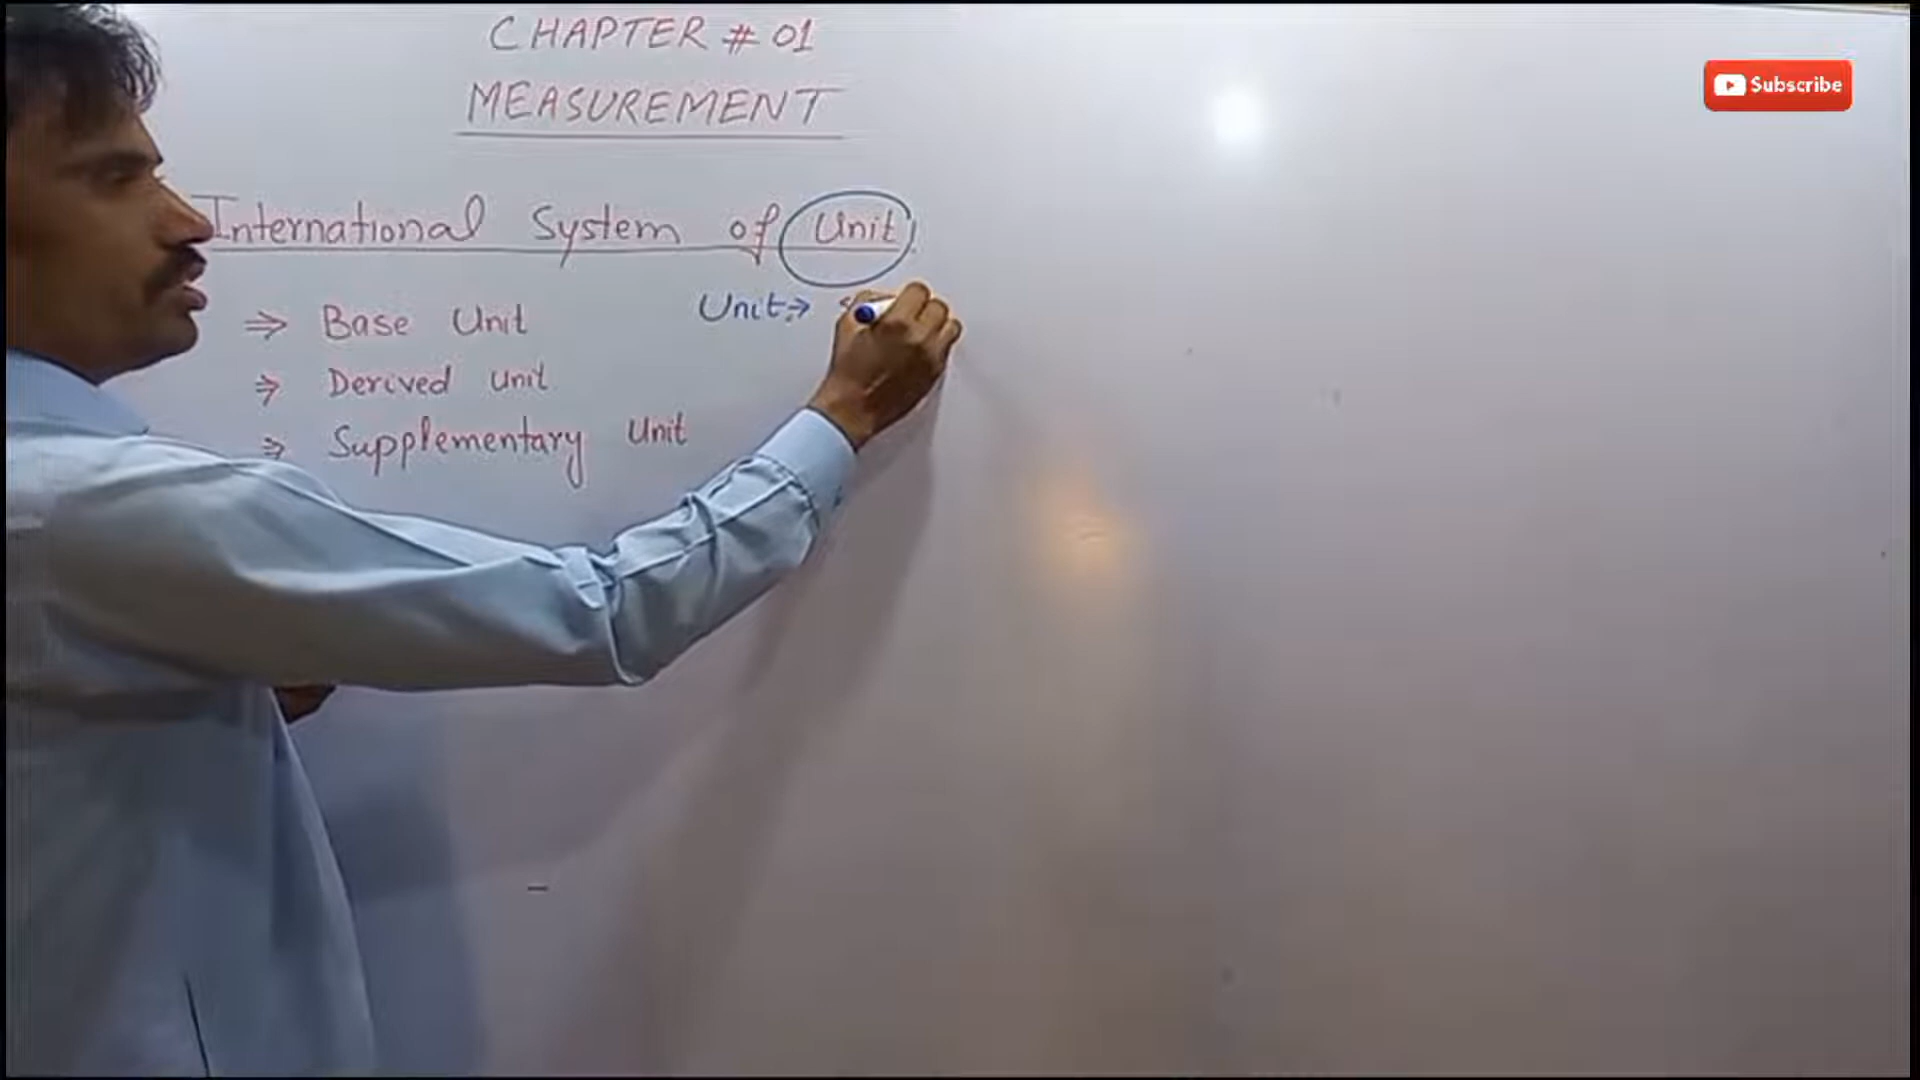 CHAPTER # 01
MEASUREMENT
Subscribe
International System of Unit
⇒ Base Unit
Unit:→
⇒ Derived Unit
⇒ Supplementary Unit